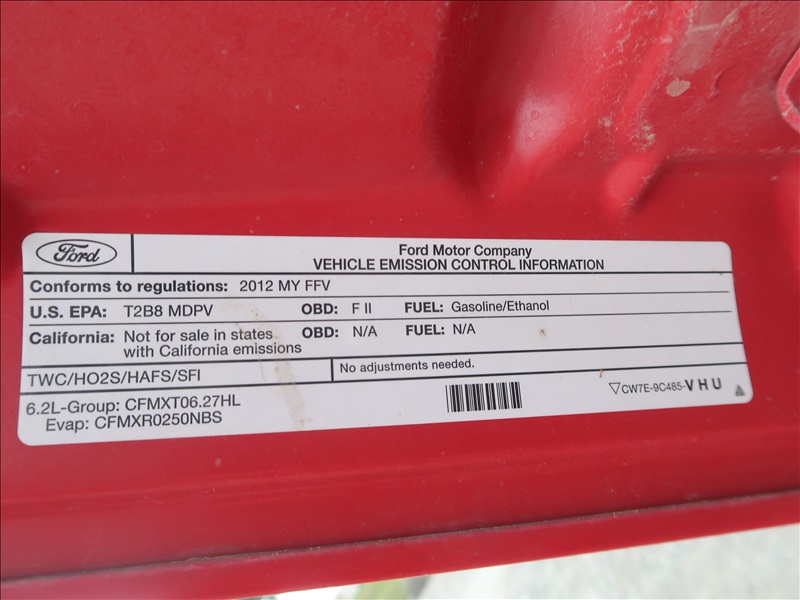 Ford
Ford Motor Company
VEHICLE EMISSION CONTROL INFORMATION
Conforms to regulations: 2012 MY FFV
U.S. EPA: T2B8 MDPV OBD: F II FUEL: Gasoline/Ethanol
California: Not for sale in states with California emissions OBD: N/A FUEL: N/A
TWC/HO2S/HAFS/SFI
No adjustments needed.
6.2L-Group: CFMXT06.27HL
Evap: CFMXR0250NBS
CW7E-9C485-VHU